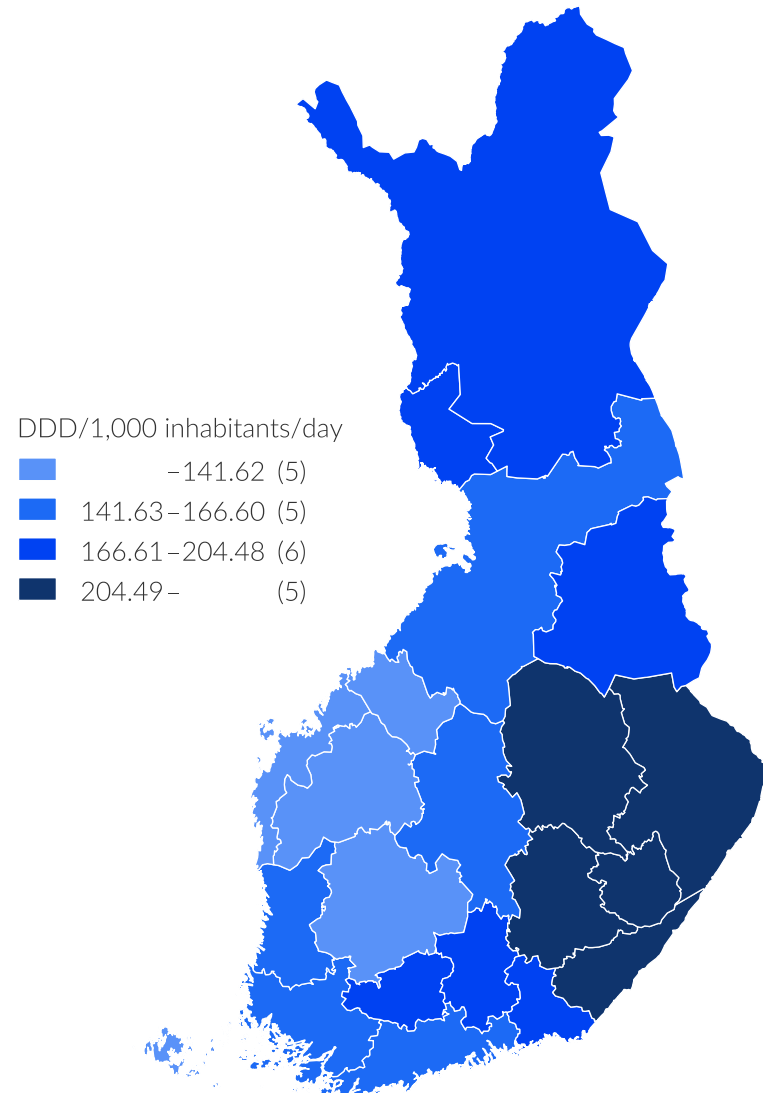 DDD/1,000 inhabitants/day
–141.62 (5)
141.63–166.60 (5)
166.61–204.48 (6)
204.49– (5)